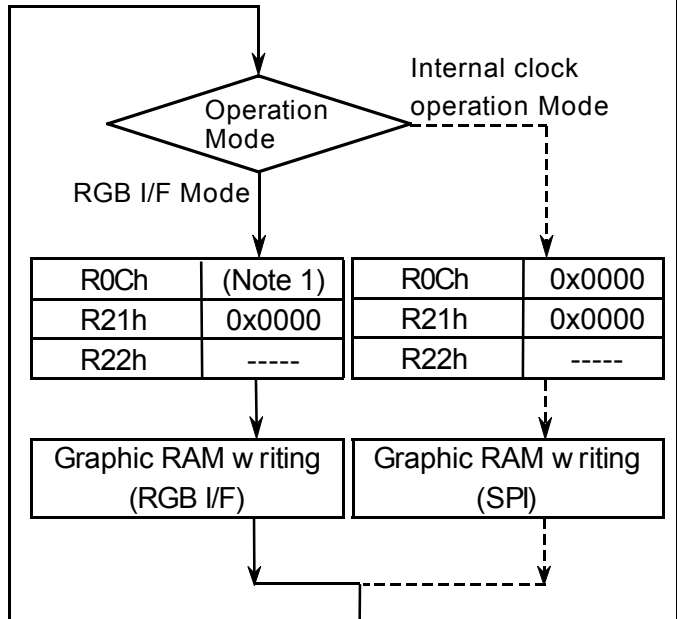 Internal clock
operation Mode
Operation
Mode
RGB I/F Mode
R0Ch (Note 1)
R21h 0x0000
R22h -----
R0Ch 0x0000
R21h 0x0000
R22h -----
Graphic RAM w riting
(RGB I/F)
Graphic RAM w riting
(SPI)